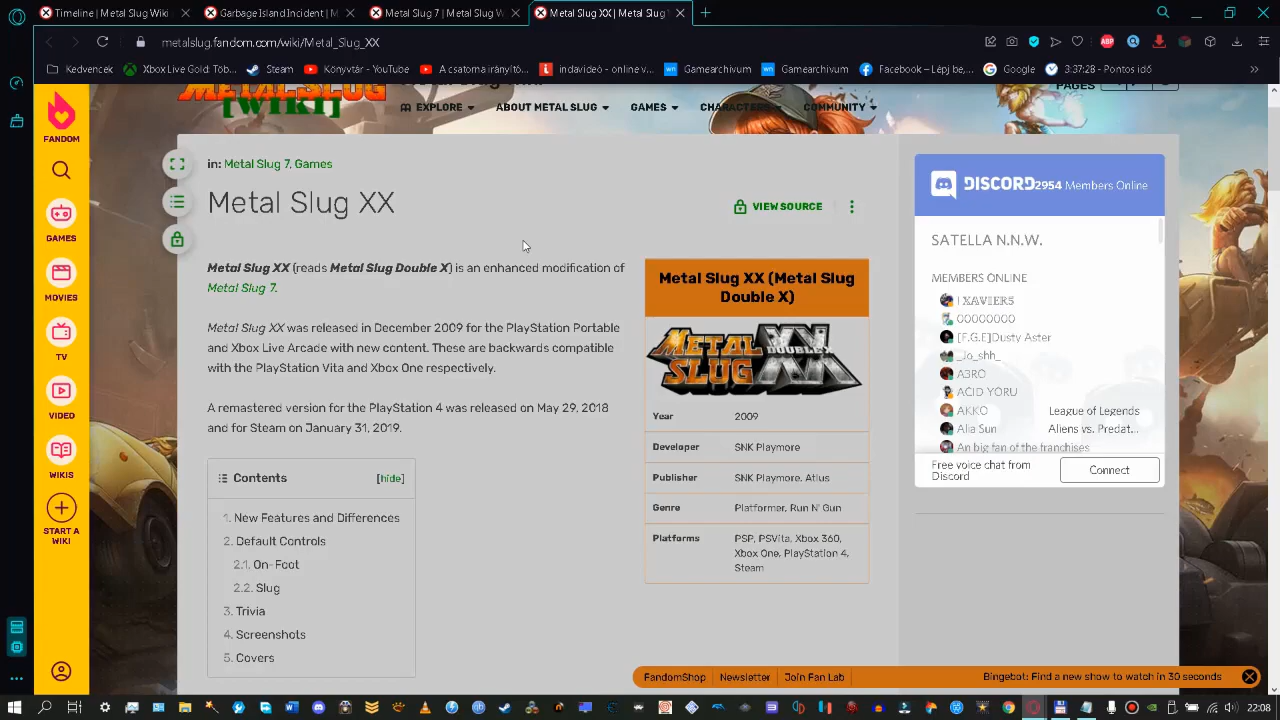 Timeline | Metal Slug Wiki
Garland Incident |
Metal Slug 7 | Metal Slug W
Metal Slug XX | Metal Slug
metalslug.fandom.com/wiki/Metal_Slug_XX
Kedvencek
Xbox Live Gold: Töb...
Steam
Könyvtár - YouTube
A csatorna irányító...
indavideó - online v...
Gamearchivum
Gamearchivum
Facebook – Lépj be,...
Google
3:37:28 - Pontos idő
FANDOM
GAMES
MOVIES
TV
VIDEO
WIKIS
START A
WIKI
METAL SLUG
[WIKI]
EXPLORE
ABOUT METAL SLUG
GAMES
CHARACTERS
COMMUNITY
PAGES
in: Metal Slug 7, Games
Metal Slug XX
VIEW SOURCE
Metal Slug XX (reads Metal Slug Double X) is an enhanced modification of
Metal Slug 7.
Metal Slug XX was released in December 2009 for the PlayStation Portable
and Xbox Live Arcade with new content. These are backwards compatible
with the PlayStation Vita and Xbox One respectively.
A remastered version for the PlayStation 4 was released on May 29, 2018
and for Steam on January 31, 2019.
Contents [hide]
1. New Features and Differences
2. Default Controls
2.1. On-Foot
2.2. Slug
3. Trivia
4. Screenshots
5. Covers
Metal Slug XX (Metal Slug
Double X)
METAL SLUG XX DOUBLE X
Year 2009
Developer SNK Playmore
Publisher SNK Playmore, Atlus
Genre Platformer, Run N' Gun
Platforms PSP, PSVita, Xbox 360,
Xbox One, PlayStation 4,
Steam
DISCORD 2954 Members Online
SATELLA N.N.W.
MEMBERS ONLINE
! XAVIER5
00000000
[F.G.E]Dusty Aster
_Jo_shh_
A3RO
ACID YORU
AKKO League of Legends
Alia Sun Aliens vs. Predat...
An big fan of the franchises
Free voice chat from
Discord
Connect
FandomShop
Newsletter
Join Fan Lab
Bingebot: Find a new show to watch in 30 seconds
22:08